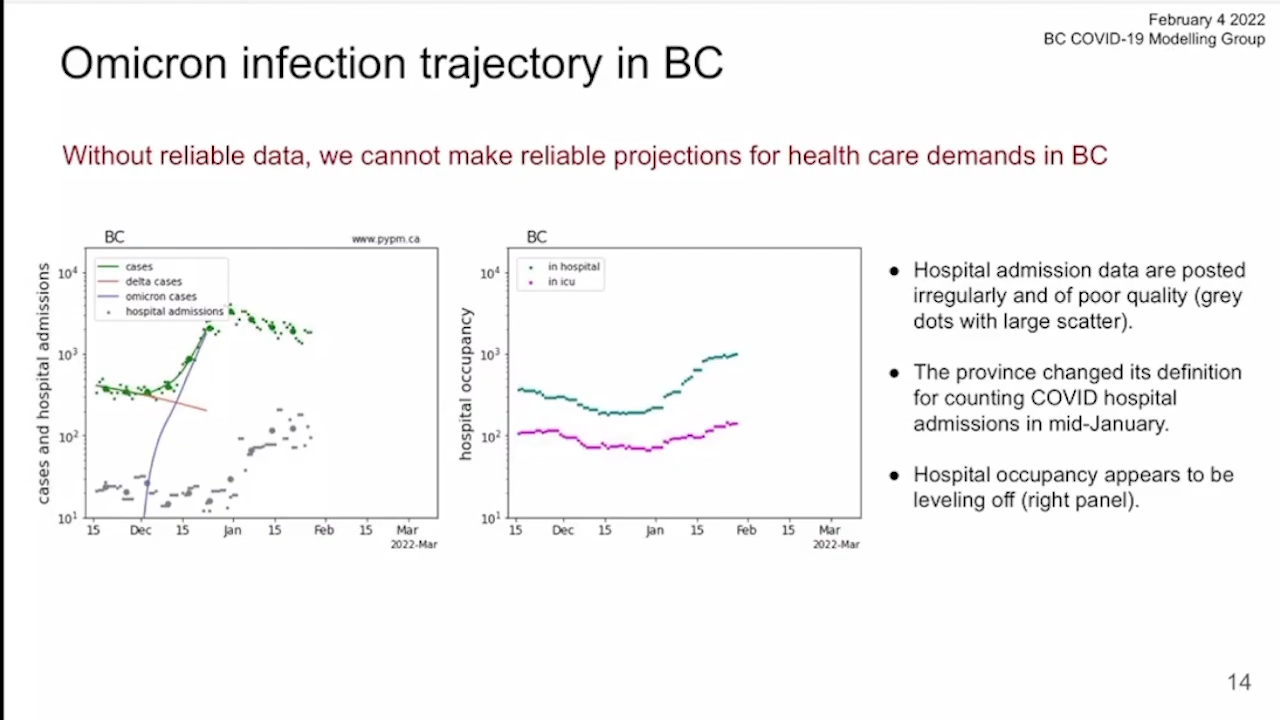 February 4 2022
BC COVID-19 Modelling Group
Omicron infection trajectory in BC
Without reliable data, we cannot make reliable projections for health care demands in BC
BC
www.pypm.ca
cases and hospital admissions
10⁴
10³
10²
10¹
cases
delta cases
omicron cases
hospital admissions
15 Dec 15 Jan 15 Feb 15 Mar
2022-Mar
BC
hospital occupancy
10⁴
10³
10²
10¹
in hospital
in icu
15 Dec 15 Jan 15 Feb 15 Mar
2022-Mar
● Hospital admission data are posted
irregularly and of poor quality (grey
dots with large scatter).
● The province changed its definition
for counting COVID hospital
admissions in mid-January.
● Hospital occupancy appears to be
leveling off (right panel).
14